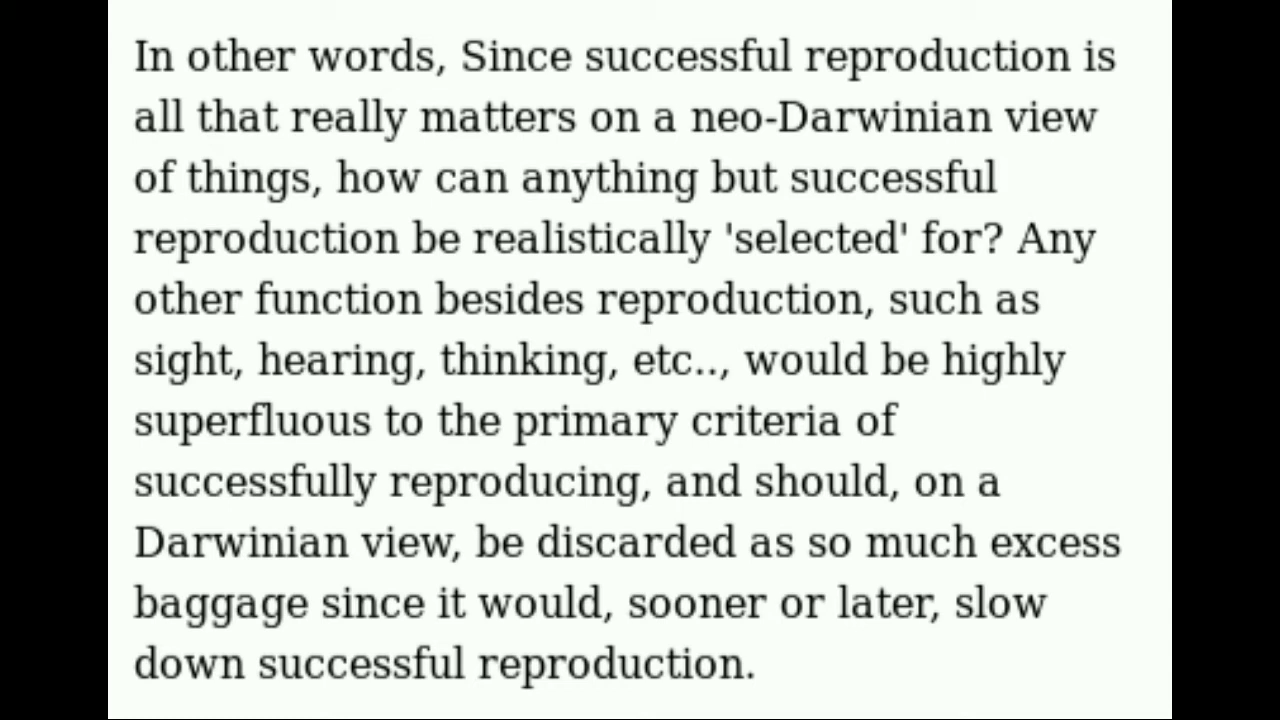 In other words, Since successful reproduction is
all that really matters on a neo-Darwinian view
of things, how can anything but successful
reproduction be realistically 'selected' for? Any
other function besides reproduction, such as
sight, hearing, thinking, etc.., would be highly
superfluous to the primary criteria of
successfully reproducing, and should, on a
Darwinian view, be discarded as so much excess
baggage since it would, sooner or later, slow
down successful reproduction.